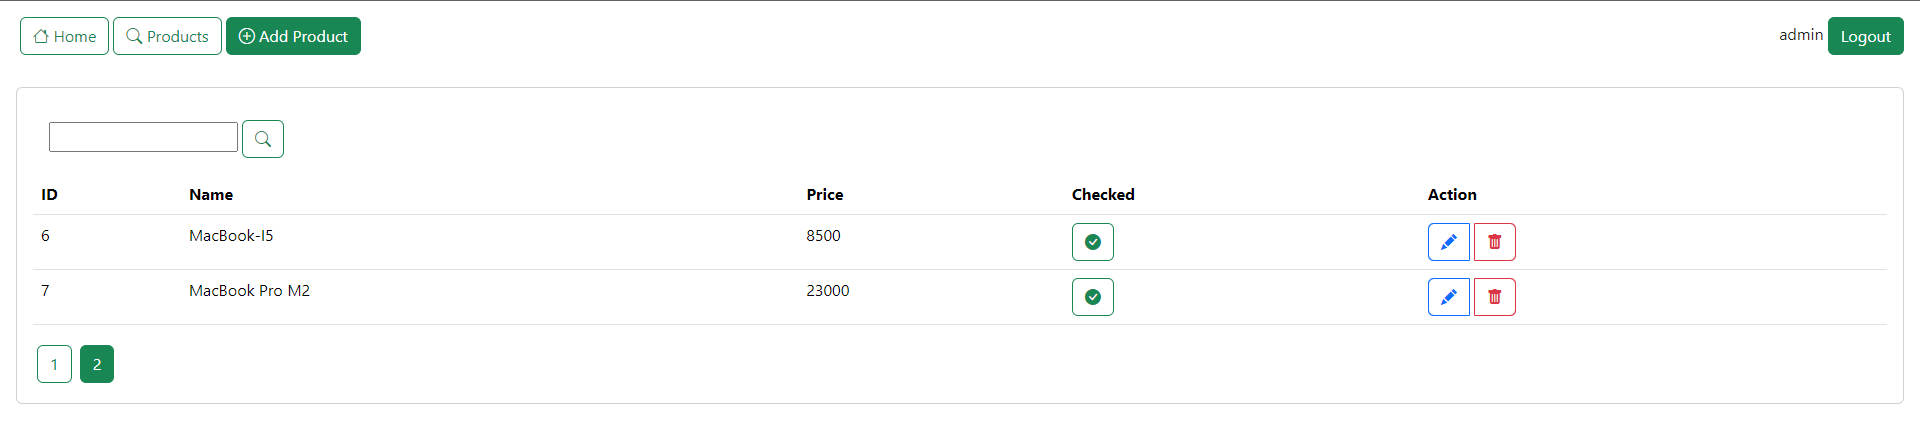 Home Products Add Product admin Logout
ID Name Price Checked Action
6 MacBook-I5 8500
7 MacBook Pro M2 23000
1 2